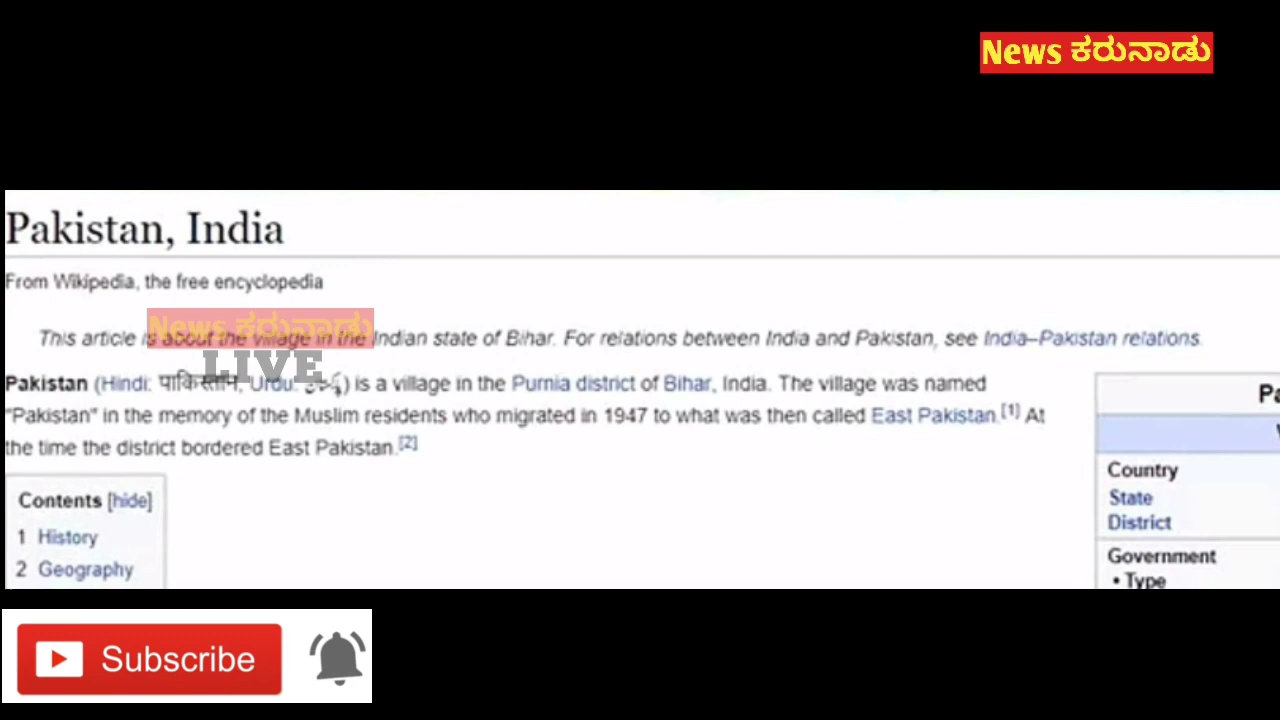 News ಕರುನಾಡು
Pakistan, India
From Wikipedia, the free encyclopedia
This article is about the village in the Indian state of Bihar. For relations between India and Pakistan, see India–Pakistan relations.
News ಕರುನಾಡು
LIVE
Pakistan (Hindi: पाकिस्तान, Urdu: ) is a village in the Purnia district of Bihar, India. The village was named
"Pakistan" in the memory of the Muslim residents who migrated in 1947 to what was then called East Pakistan.[1] At
the time the district bordered East Pakistan.[2]
Contents [hide]
1 History
2 Geography
Pa
Country
State
District
Government
• Type
Subscribe